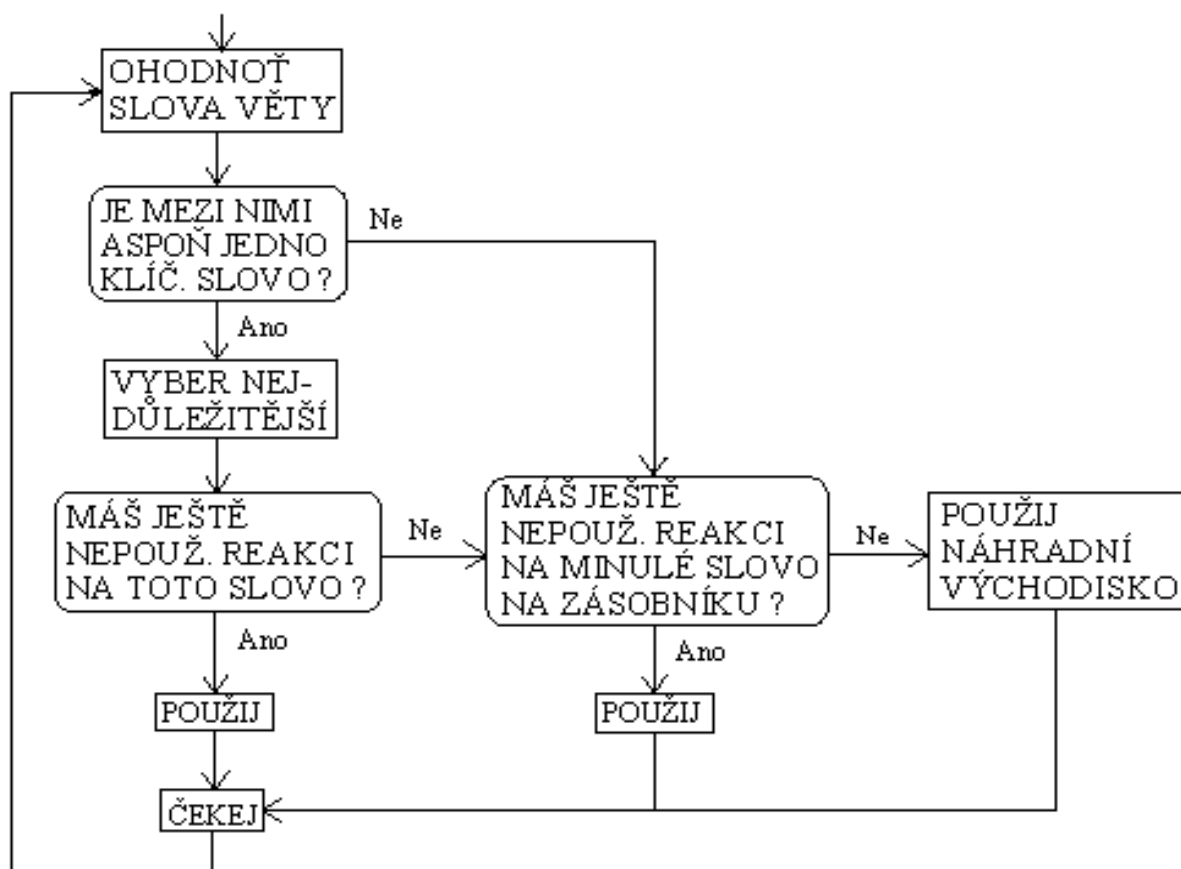 OHODNOŤ
SLOVA VĚTY
JE MEZI NIMI
ASPOŇ JEDNO
KLÍČ. SLOVO ?
Ne
Ano
VYBER NEJ-
DŮLEŽITĚJŠÍ
MÁŠ JEŠTĚ
NEPOUŽ. REAKCI
NA TOTO SLOVO ?
Ne
MÁŠ JEŠTĚ
NEPOUŽ. REAKCI
NA MINULÉ SLOVO
NA ZÁSOBNÍKU ?
Ne
POUŽIJ
NÁHRADNÍ
VÝCHODISKO
Ano
Ano
POUŽIJ
POUŽIJ
ČEKEJ